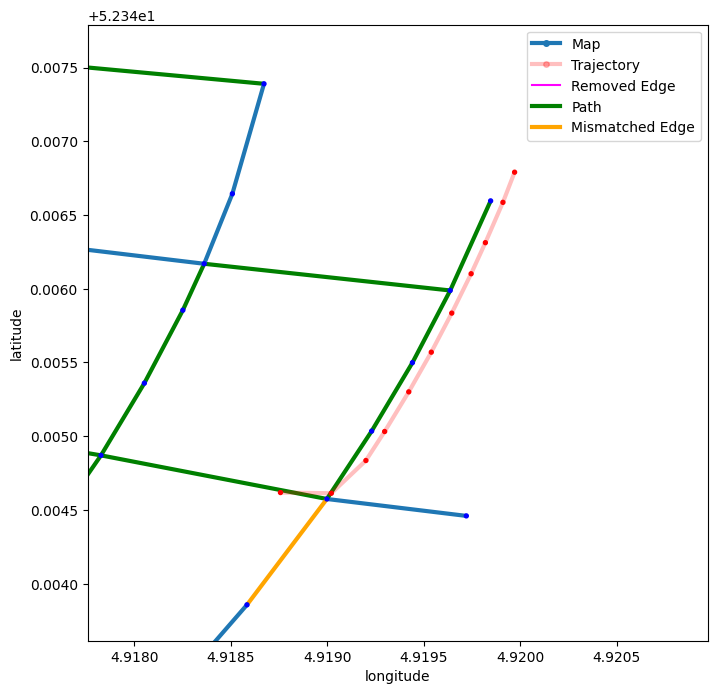 +5.234e1
Map
Trajectory
Removed Edge
Path
Mismatched Edge
0.0075
0.0070
0.0065
0.0060
0.0055
0.0050
0.0045
0.0040
latitude
4.9180
4.9185
4.9190
4.9195
4.9200
4.9205
longitude